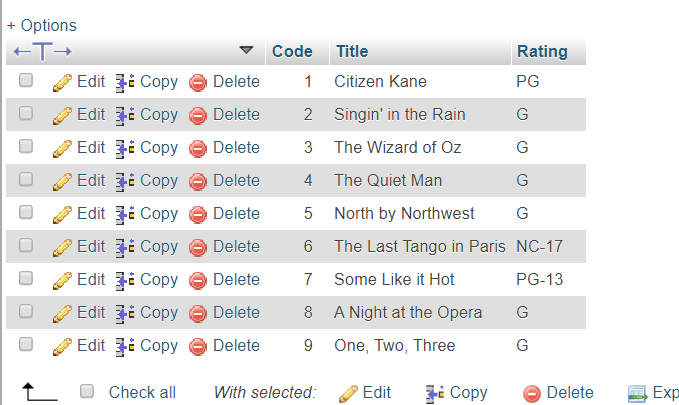 + Options
Code Title Rating
Edit Copy Delete 1 Citizen Kane PG
Edit Copy Delete 2 Singin' in the Rain G
Edit Copy Delete 3 The Wizard of Oz G
Edit Copy Delete 4 The Quiet Man G
Edit Copy Delete 5 North by Northwest G
Edit Copy Delete 6 The Last Tango in Paris NC-17
Edit Copy Delete 7 Some Like it Hot PG-13
Edit Copy Delete 8 A Night at the Opera G
Edit Copy Delete 9 One, Two, Three G
Check all With selected: Edit Copy Delete Exp